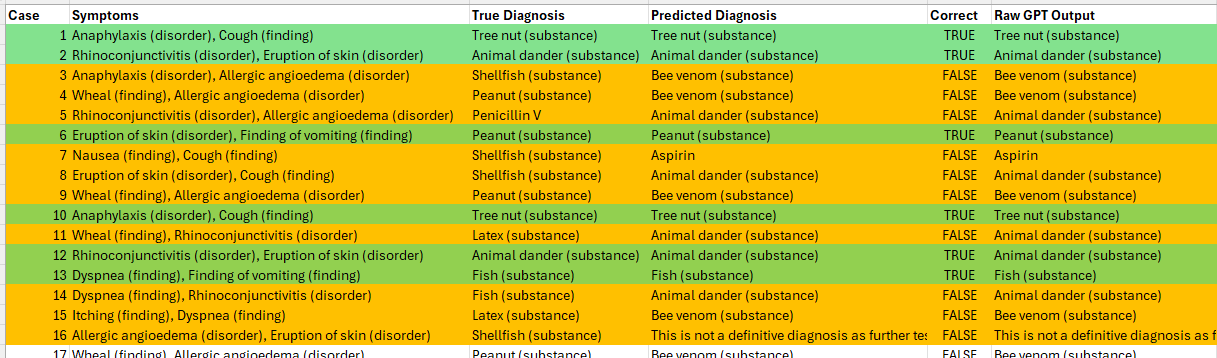 Case Symptoms True Diagnosis Predicted Diagnosis Correct Raw GPT Output
1 Anaphylaxis (disorder), Cough (finding) Tree nut (substance) Tree nut (substance) TRUE Tree nut (substance)
2 Rhinoconjunctivitis (disorder), Eruption of skin (disorder) Animal dander (substance) Animal dander (substance) TRUE Animal dander (substance)
3 Anaphylaxis (disorder), Allergic angioedema (disorder) Shellfish (substance) Bee venom (substance) FALSE Bee venom (substance)
4 Wheal (finding), Allergic angioedema (disorder) Peanut (substance) Bee venom (substance) FALSE Bee venom (substance)
5 Rhinoconjunctivitis (disorder), Allergic angioedema (disorder) Penicillin V Animal dander (substance) FALSE Animal dander (substance)
6 Eruption of skin (disorder), Finding of vomiting (finding) Peanut (substance) Peanut (substance) TRUE Peanut (substance)
7 Nausea (finding), Cough (finding) Shellfish (substance) Aspirin FALSE Aspirin
8 Eruption of skin (disorder), Cough (finding) Shellfish (substance) Animal dander (substance) FALSE Animal dander (substance)
9 Wheal (finding), Allergic angioedema (disorder) Peanut (substance) Bee venom (substance) FALSE Bee venom (substance)
10 Anaphylaxis (disorder), Cough (finding) Tree nut (substance) Tree nut (substance) TRUE Tree nut (substance)
11 Wheal (finding), Rhinoconjunctivitis (disorder) Latex (substance) Animal dander (substance) FALSE Animal dander (substance)
12 Rhinoconjunctivitis (disorder), Eruption of skin (disorder) Animal dander (substance) Animal dander (substance) TRUE Animal dander (substance)
13 Dyspnea (finding), Finding of vomiting (finding) Fish (substance) Fish (substance) TRUE Fish (substance)
14 Dyspnea (finding), Rhinoconjunctivitis (disorder) Fish (substance) Animal dander (substance) FALSE Animal dander (substance)
15 Itching (finding), Dyspnea (finding) Latex (substance) Bee venom (substance) FALSE Bee venom (substance)
16 Allergic angioedema (disorder), Eruption of skin (disorder) Shellfish (substance) This is not a definitive diagnosis as further tes FALSE This is not a definitive diagnosis as f
17 Wheal (finding), Allergic angioedema (disorder) Peanut (substance) Bee venom (substance) FALSE Bee venom (substance)